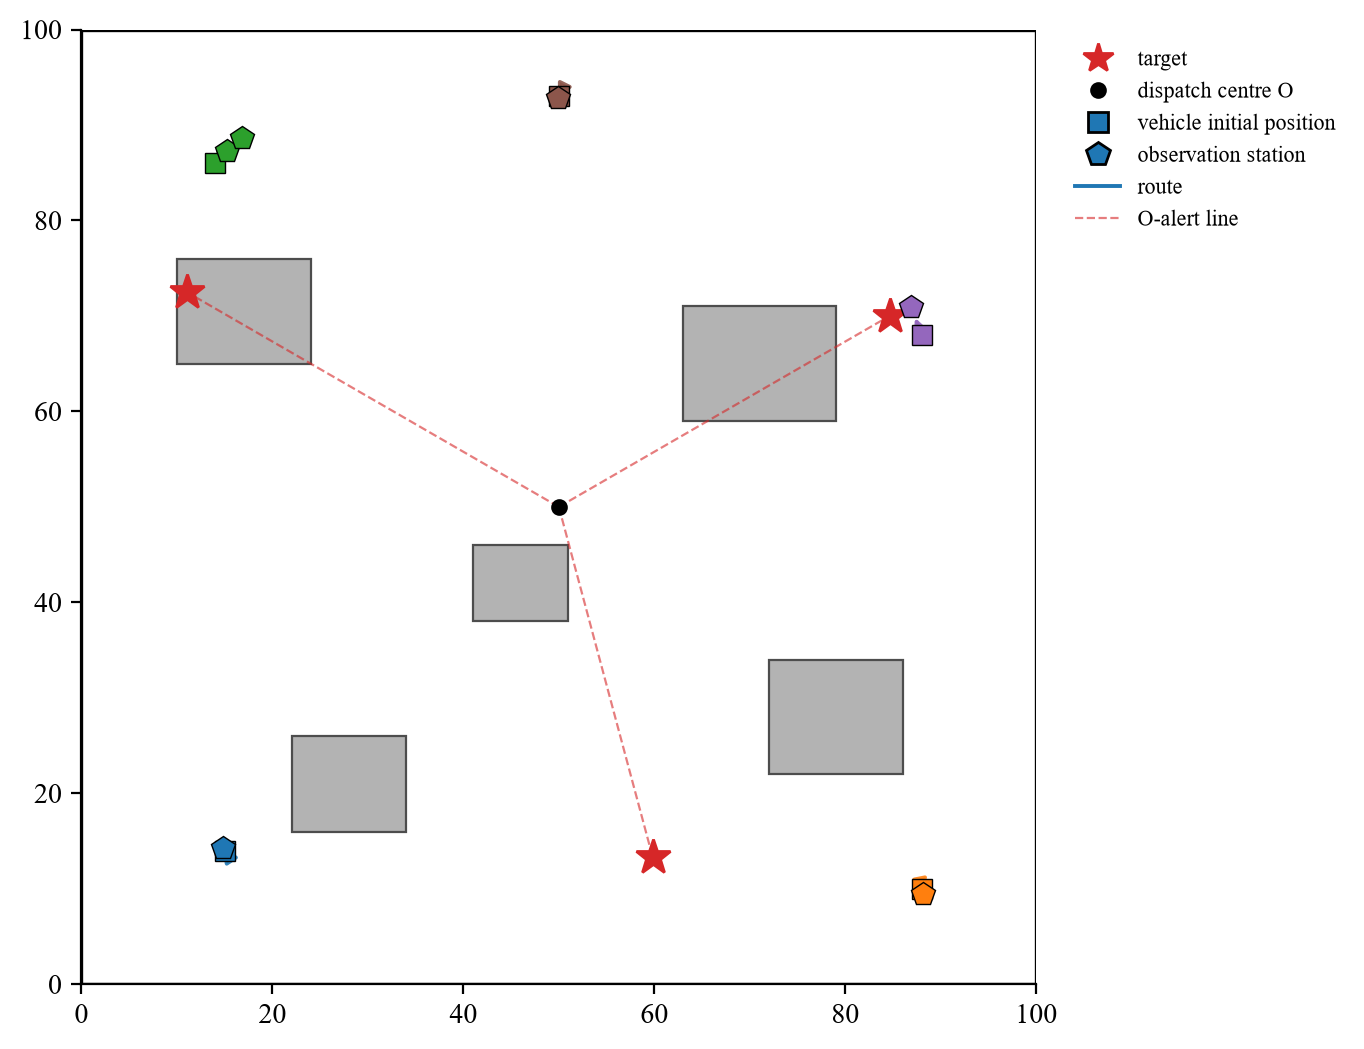 100
80
60
40
20
0
0 20 40 60 80 100
target
dispatch centre O
vehicle initial position
observation station
route
O-alert line